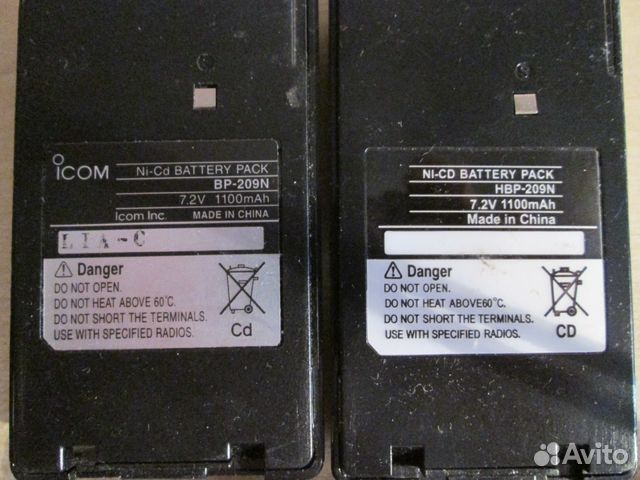 ICOM
Ni-Cd BATTERY PACK
BP-209N
7.2V 1100mAh
Icom Inc. MADE IN CHINA
LIA-C
Danger
DO NOT OPEN.
DO NOT HEAT ABOVE 60°C.
DO NOT SHORT THE TERMINALS.
USE WITH SPECIFIED RADIOS.
Cd
NI-CD BATTERY PACK
HBP-209N
7.2V 1100mAh
Made in China
Danger
DO NOT OPEN.
DO NOT HEAT ABOVE60°C.
DO NOT SHORT THE TERMINALS.
USE WITH SPECIFIED RADIOS.
CD
Avito